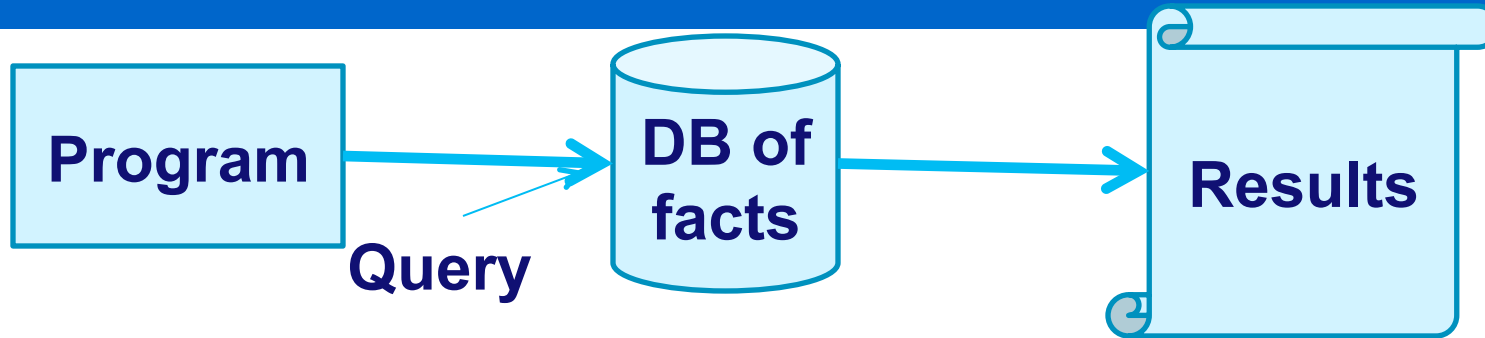 Program
Query
DB of
facts
Results